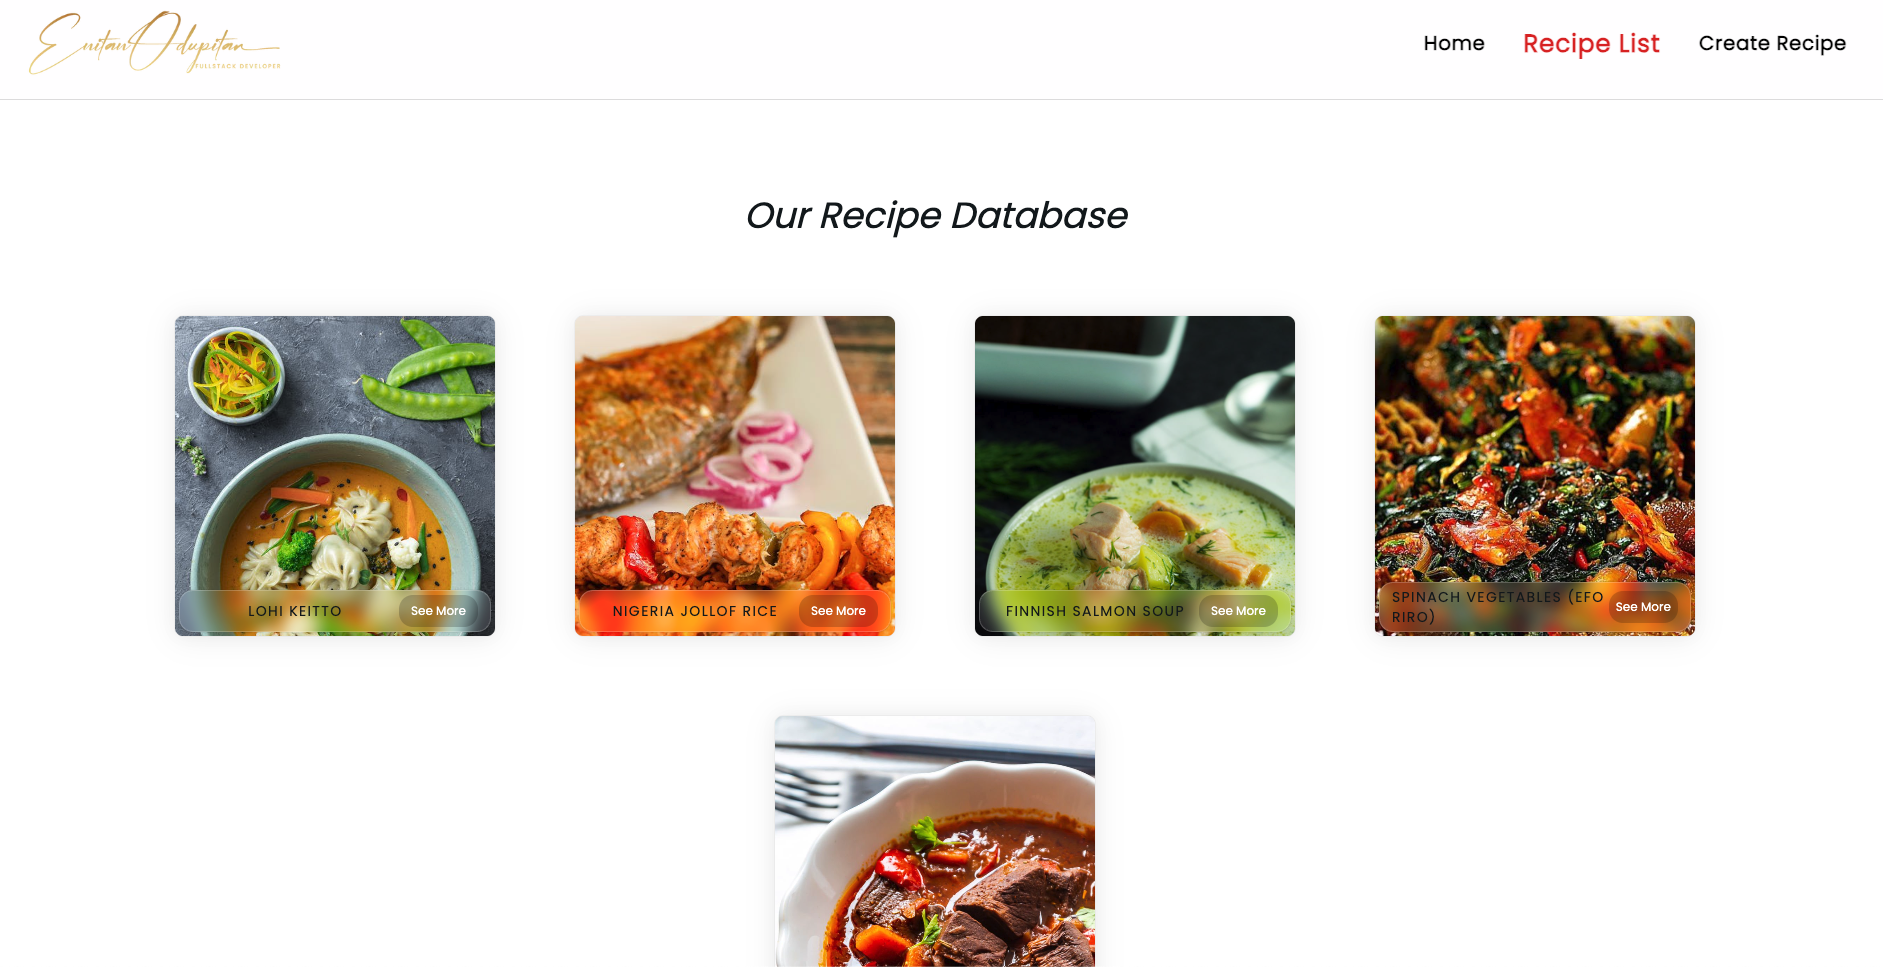 Enitan Odupitan
FULLSTACK DEVELOPER
Home Recipe List Create Recipe
Our Recipe Database
LOHI KEITTO See More
NIGERIA JOLLOF RICE See More
FINNISH SALMON SOUP See More
SPINACH VEGETABLES (EFO
RIRO) See More